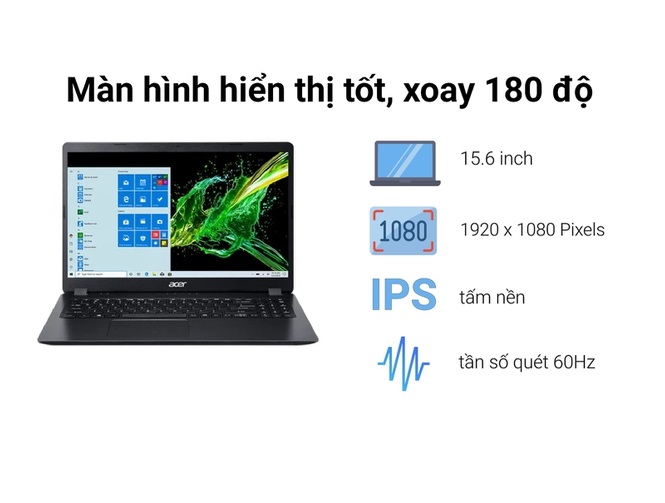 Màn hình hiển thị tốt, xoay 180 độ
15.6 inch
1080
1920 x 1080 Pixels
IPS
tấm nền
tần số quét 60Hz
acer